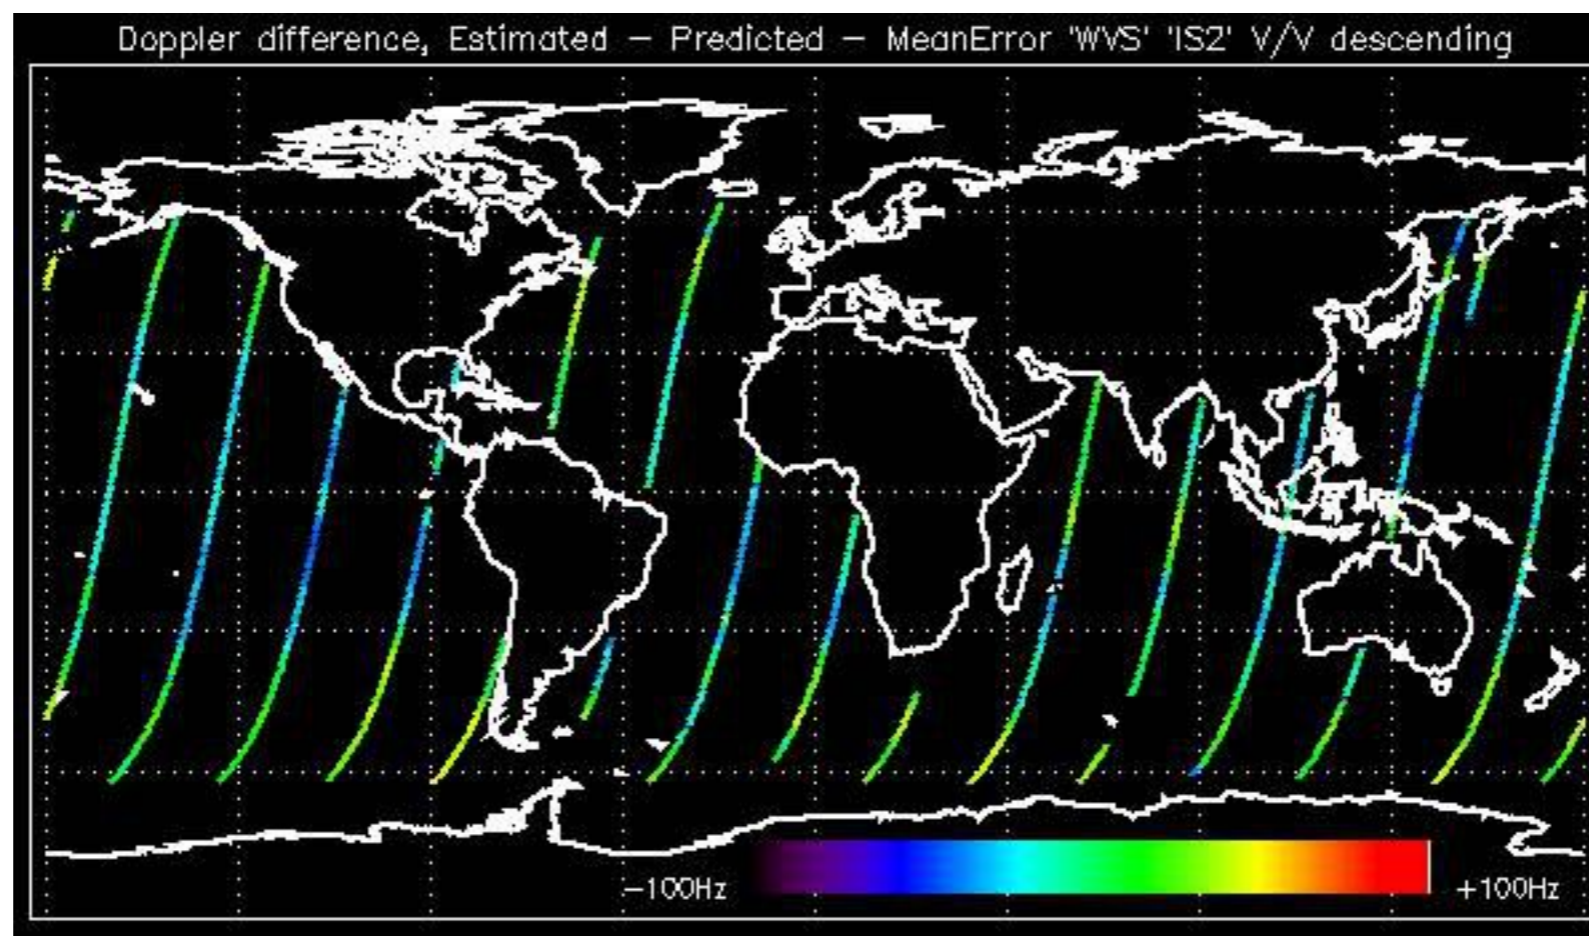 Doppler difference, Estimated – Predicted – MeanError 'WVS' 'IS2' V/V descending
–100Hz
+100Hz